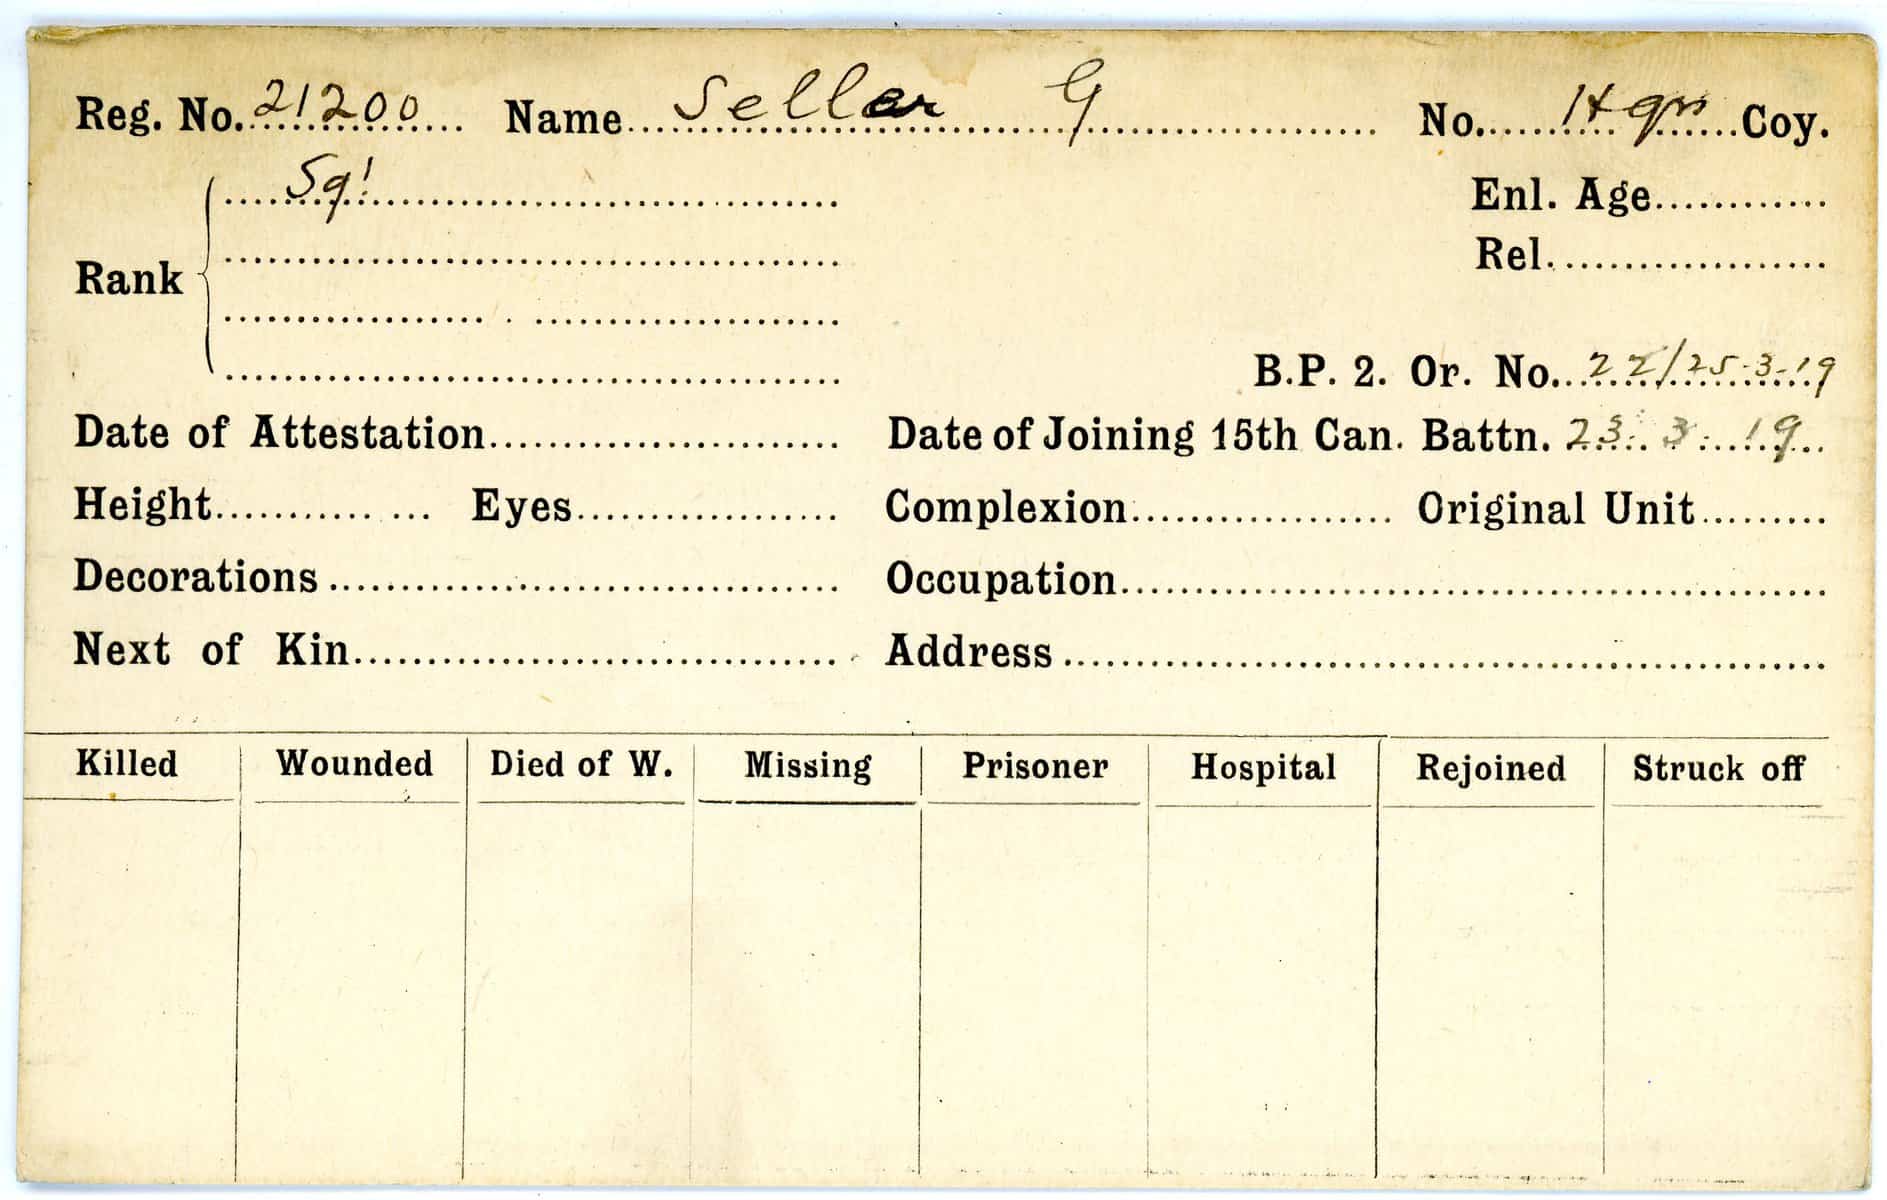 Reg. No. 21200 Name Sellar G No. Hqrs Coy.
Sgt
Enl. Age
Rel.
Rank
B.P. 2. Or. No. 22/25-3-19
Date of Attestation Date of Joining 15th Can. Battn. 23. 3. 19
Height Eyes Complexion Original Unit
Decorations Occupation
Next of Kin Address
Killed Wounded Died of W. Missing Prisoner Hospital Rejoined Struck off